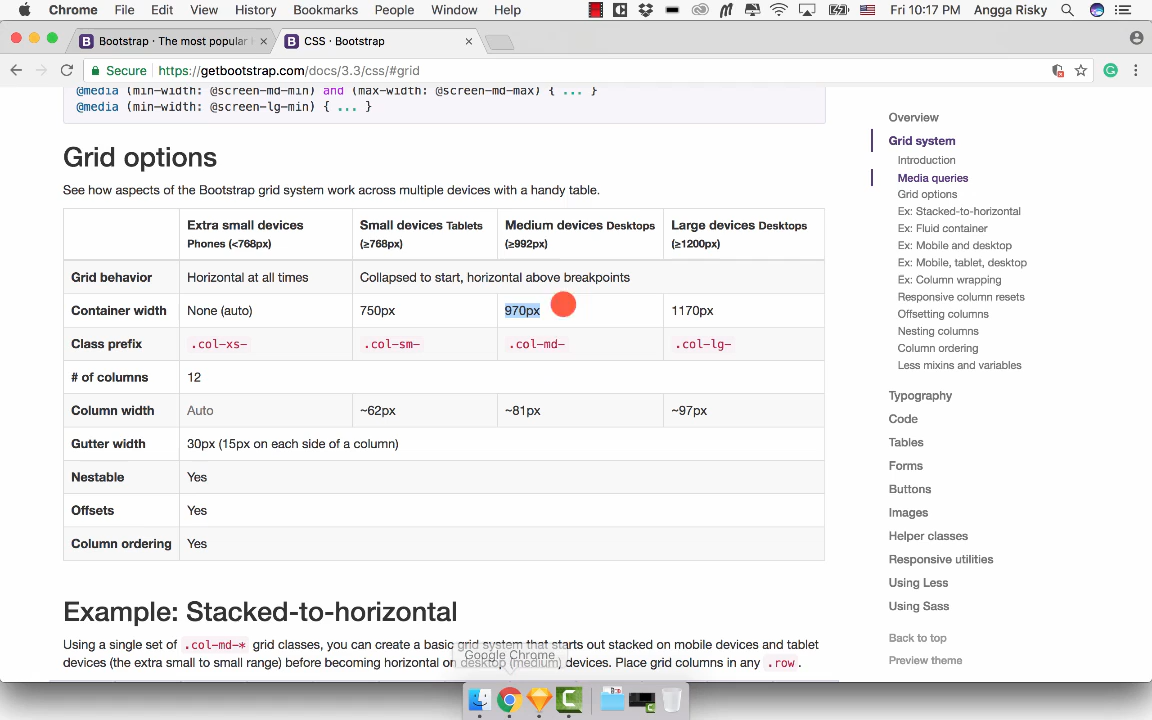 Chrome File Edit View History Bookmarks People Window Help Fri 10:17 PM Angga Risky
Bootstrap · The most popular
CSS · Bootstrap
Secure https://getbootstrap.com/docs/3.3/css/#grid
@media (min-width: @screen-md-min) and (max-width: @screen-md-max) { ... }
@media (min-width: @screen-lg-min) { ... }
Grid options
See how aspects of the Bootstrap grid system work across multiple devices with a handy table.
Extra small devices Small devices Tablets Medium devices Desktops Large devices Desktops
Phones (<768px) (≥768px) (≥992px) (≥1200px)
Grid behavior Horizontal at all times Collapsed to start, horizontal above breakpoints
Container width None (auto) 750px 970px 1170px
Class prefix .col-xs- .col-sm- .col-md- .col-lg-
# of columns 12
Column width Auto ~62px ~81px ~97px
Gutter width 30px (15px on each side of a column)
Nestable Yes
Offsets Yes
Column ordering Yes
Example: Stacked-to-horizontal
Using a single set of .col-md-* grid classes, you can create a basic grid system that starts out stacked on mobile devices and tablet
devices (the extra small to small range) before becoming horizontal on desktop (medium) devices. Place grid columns in any .row .
Google Chrome
Overview
Grid system
Introduction
Media queries
Grid options
Ex: Stacked-to-horizontal
Ex: Fluid container
Ex: Mobile and desktop
Ex: Mobile, tablet, desktop
Ex: Column wrapping
Responsive column resets
Offsetting columns
Nesting columns
Column ordering
Less mixins and variables
Typography
Code
Tables
Forms
Buttons
Images
Helper classes
Responsive utilities
Using Less
Using Sass
Back to top
Preview theme